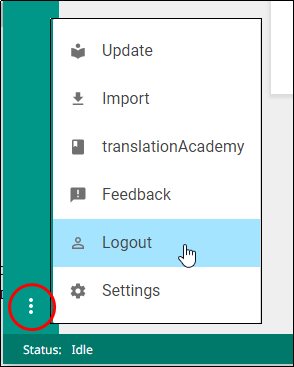 Update
Import
translationAcademy
Feedback
Logout
Settings
Status: Idle